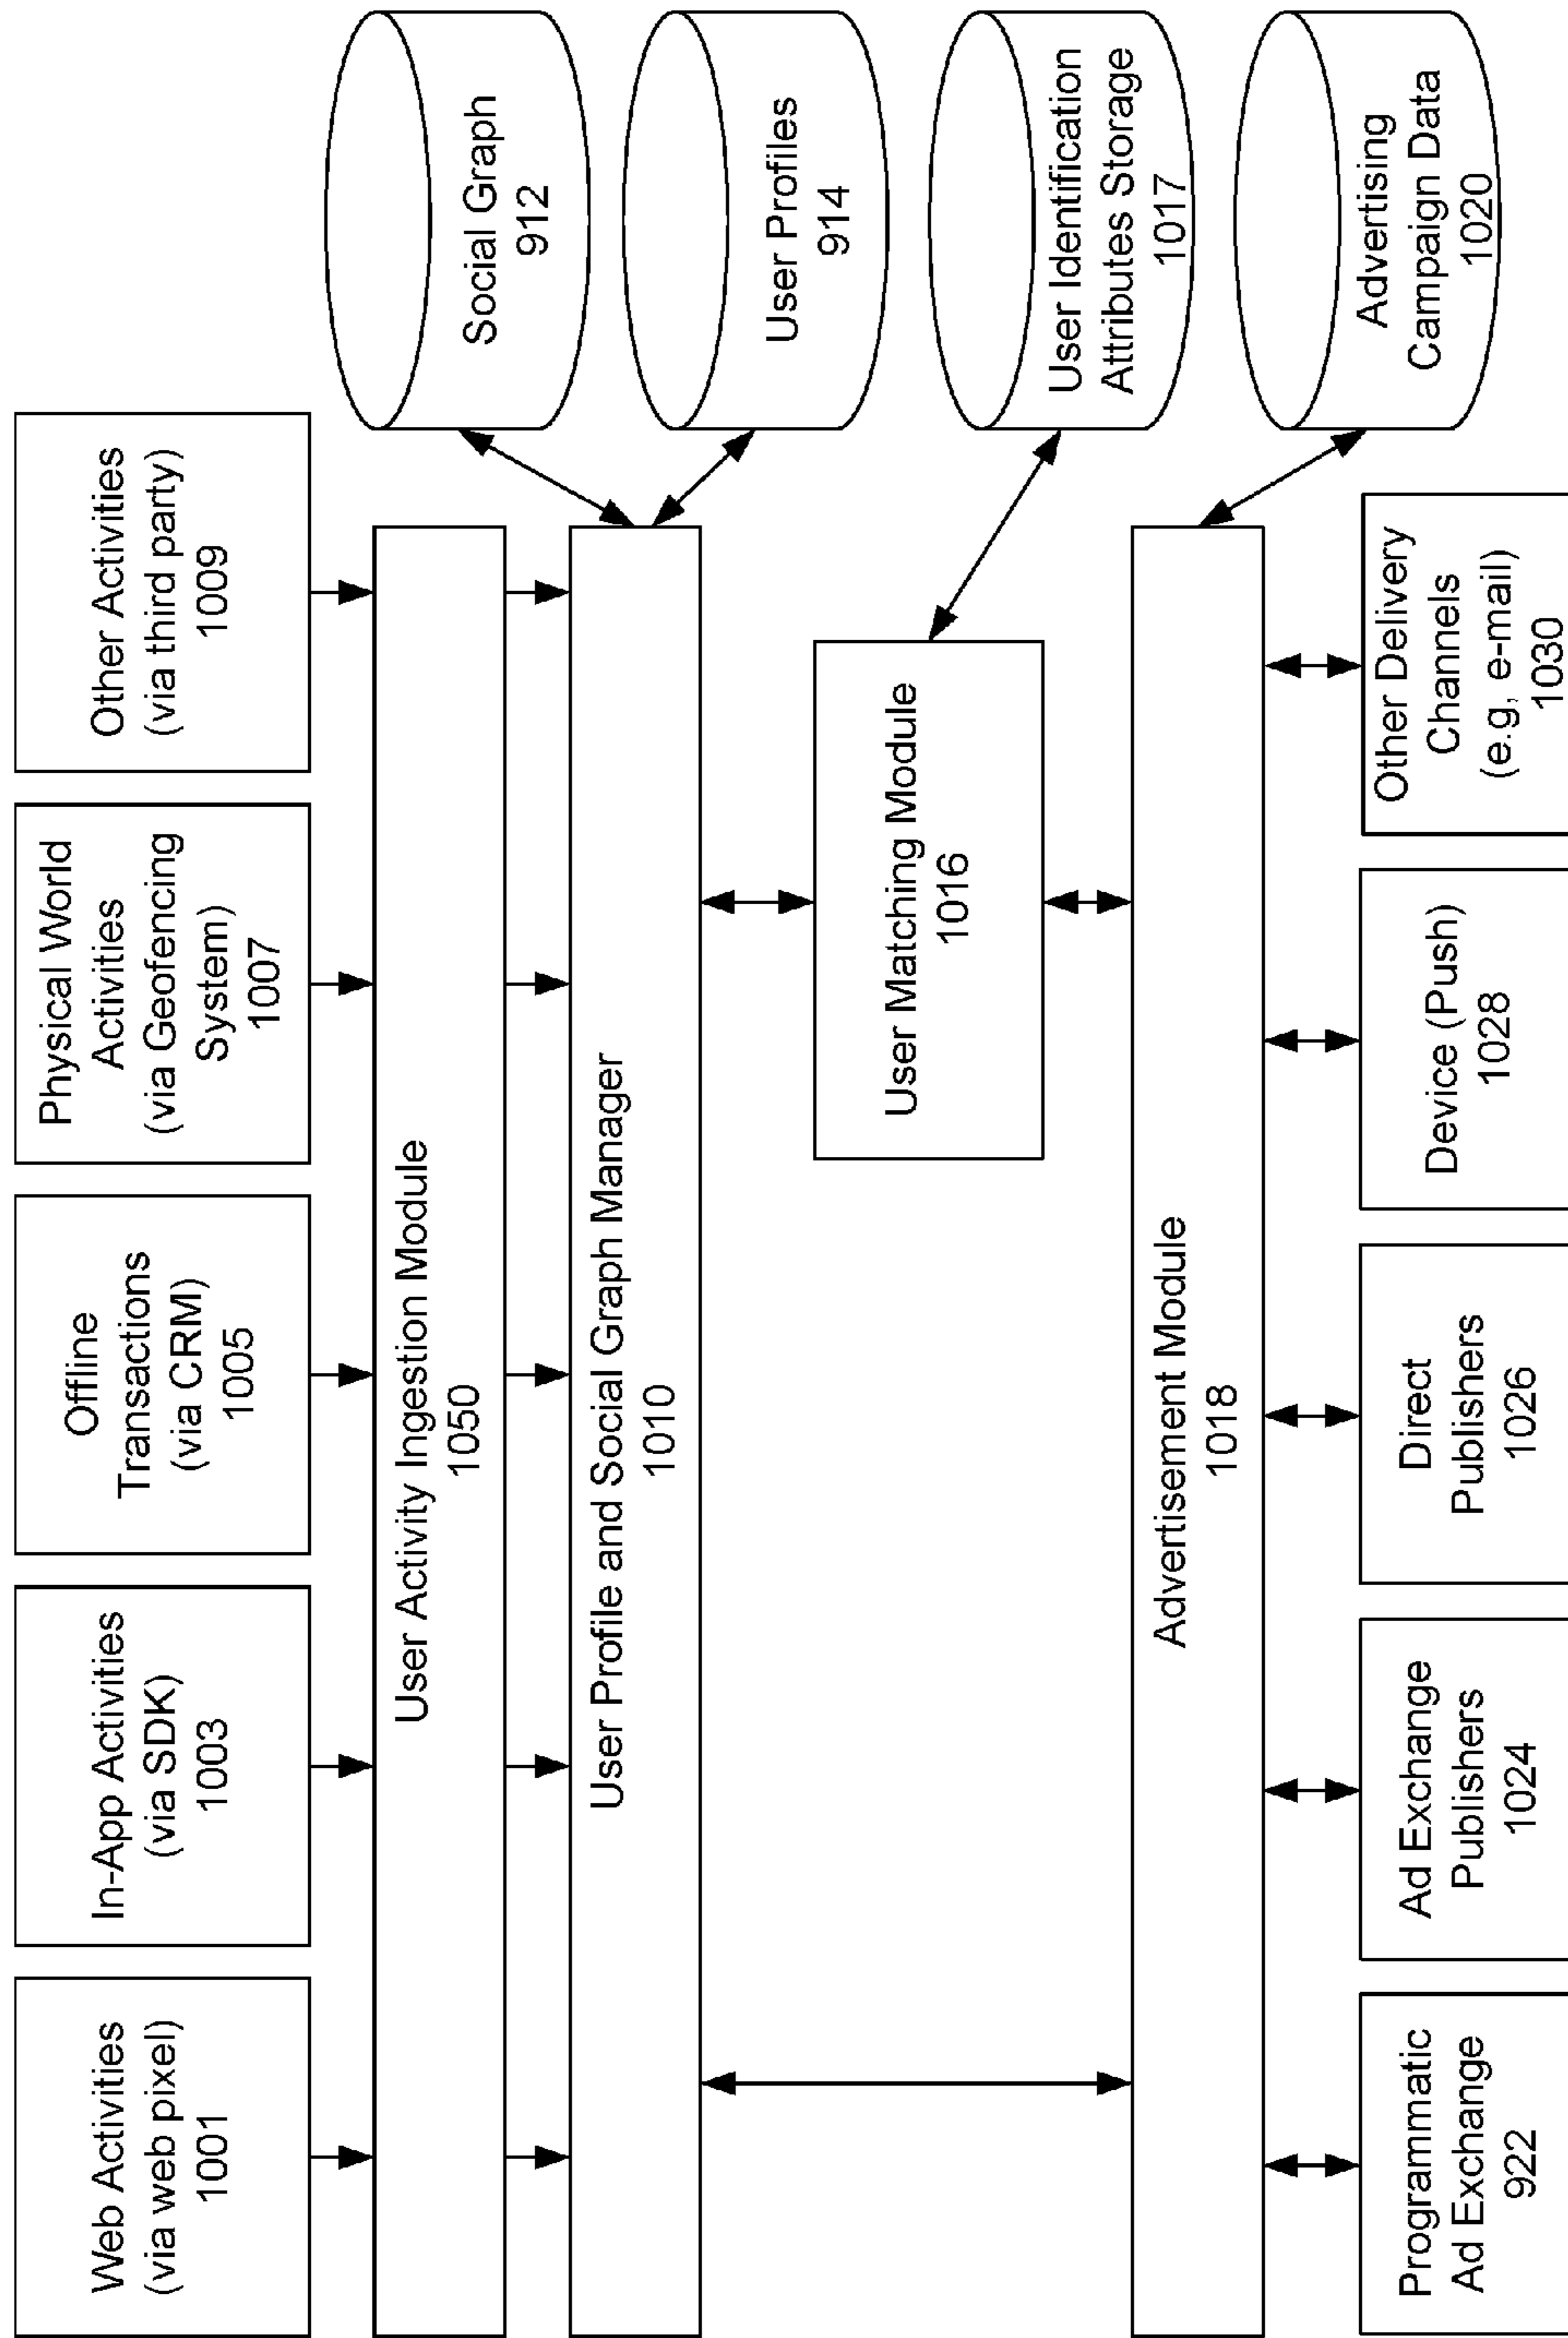 Web Activities
(via web pixel)
1001
In-App Activities
(via SDK)
1003
Offline
Transactions
(via CRM)
1005
Physical World
Activities
(via Geofencing
System)
1007
Other Activities
(via third party)
1009
User Activity Ingestion Module
1050
User Profile and Social Graph Manager
1010
Social Graph
912
User Profiles
914
User Matching Module
1016
User Identification
Attributes Storage
1017
Advertisement Module
1018
Advertising
Campaign Data
1020
Programmatic
Ad Exchange
922
Ad Exchange
Publishers
1024
Direct
Publishers
1026
Device (Push)
1028
Other Delivery
Channels
(e.g, e-mail)
1030